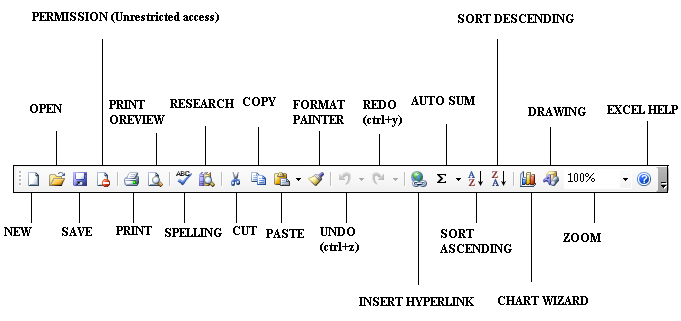 PERMISSION (Unrestricted access)
SORT DESCENDING
OPEN
PRINT
OREVIEW
RESEARCH
COPY
FORMAT
PAINTER
REDO
(ctrl+y)
AUTO SUM
DRAWING
EXCEL HELP
ABC
Σ
A
Z
Z
A
100%
?
NEW
SAVE
PRINT
SPELLING
CUT
PASTE
UNDO
(ctrl+z)
SORT
ASCENDING
ZOOM
INSERT HYPERLINK
CHART WIZARD